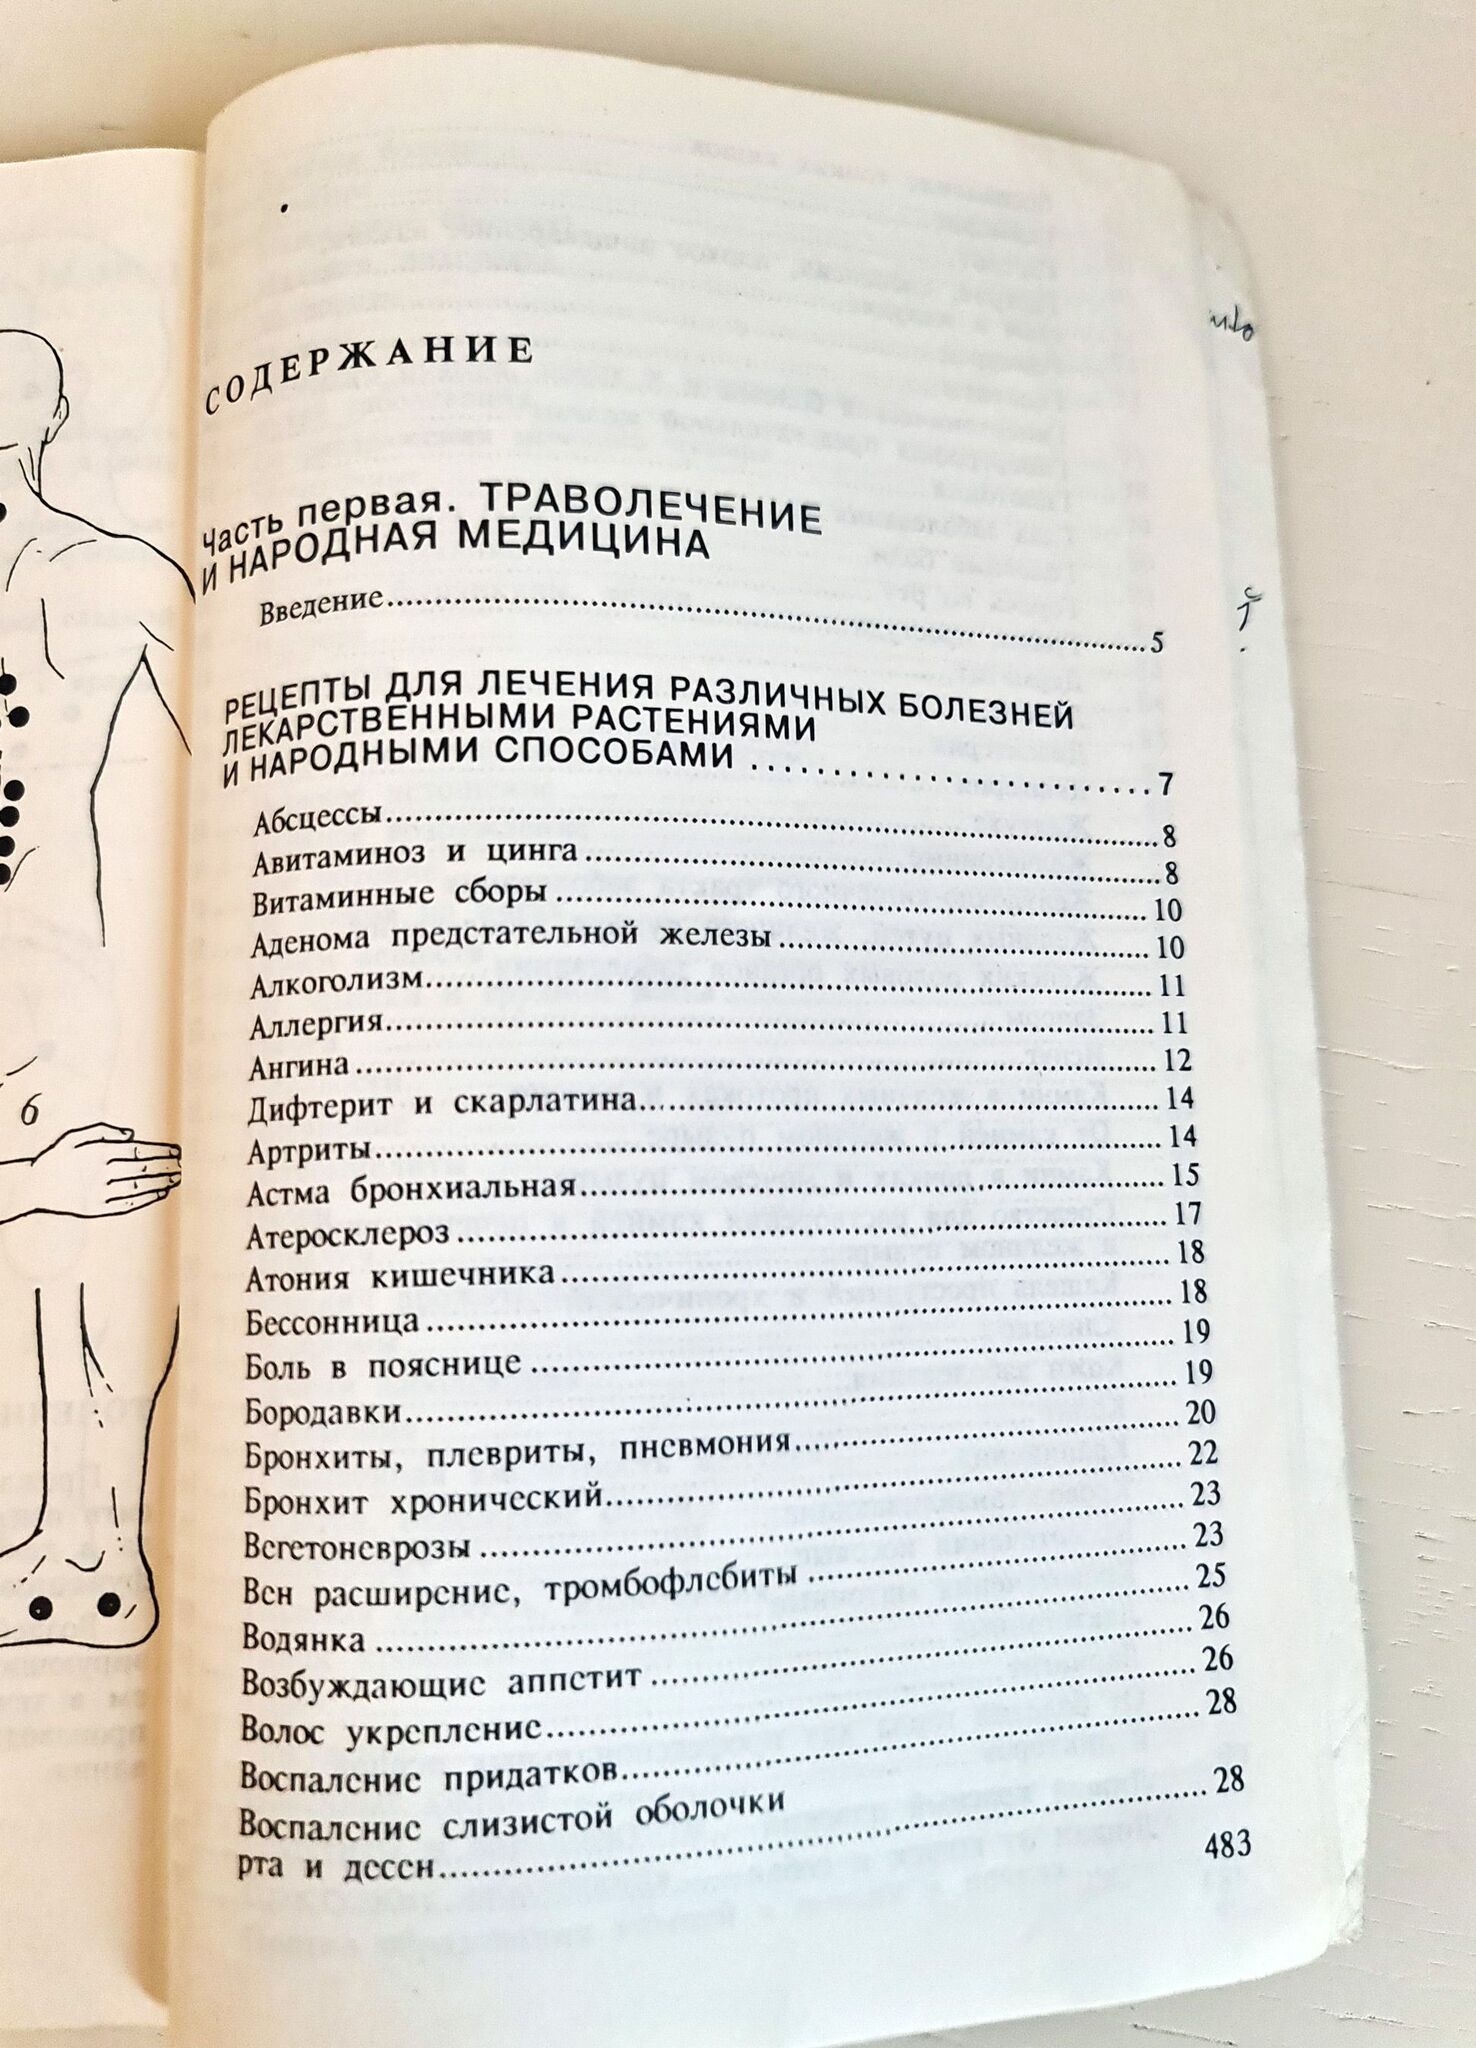 СОДЕРЖАНИЕ
Часть первая. ТРАВОЛЕЧЕНИЕ
И НАРОДНАЯ МЕДИЦИНА
Введение..........5
РЕЦЕПТЫ ДЛЯ ЛЕЧЕНИЯ РАЗЛИЧНЫХ БОЛЕЗНЕЙ
ЛЕКАРСТВЕННЫМИ РАСТЕНИЯМИ
И НАРОДНЫМИ СПОСОБАМИ..........7
Абсцессы..........8
Авитаминоз и цинга..........8
Витаминные сборы..........10
Аденома предстательной железы..........10
Алкоголизм..........11
Аллергия..........11
Ангина..........12
Дифтерит и скарлатина..........14
Артриты..........14
Астма бронхиальная..........15
Атеросклероз..........17
Атония кишечника..........18
Бессонница..........18
Боль в пояснице..........19
Бородавки..........19
Бронхиты, плевриты, пневмония..........20
Бронхит хронический..........22
Вегетоневрозы..........23
Вен расширение, тромбофлебиты..........23
Водянка..........25
Возбуждающие аппетит..........26
Волос укрепление..........26
Воспаление придатков..........28
Воспаление слизистой оболочки
рта и десен..........28
483
6